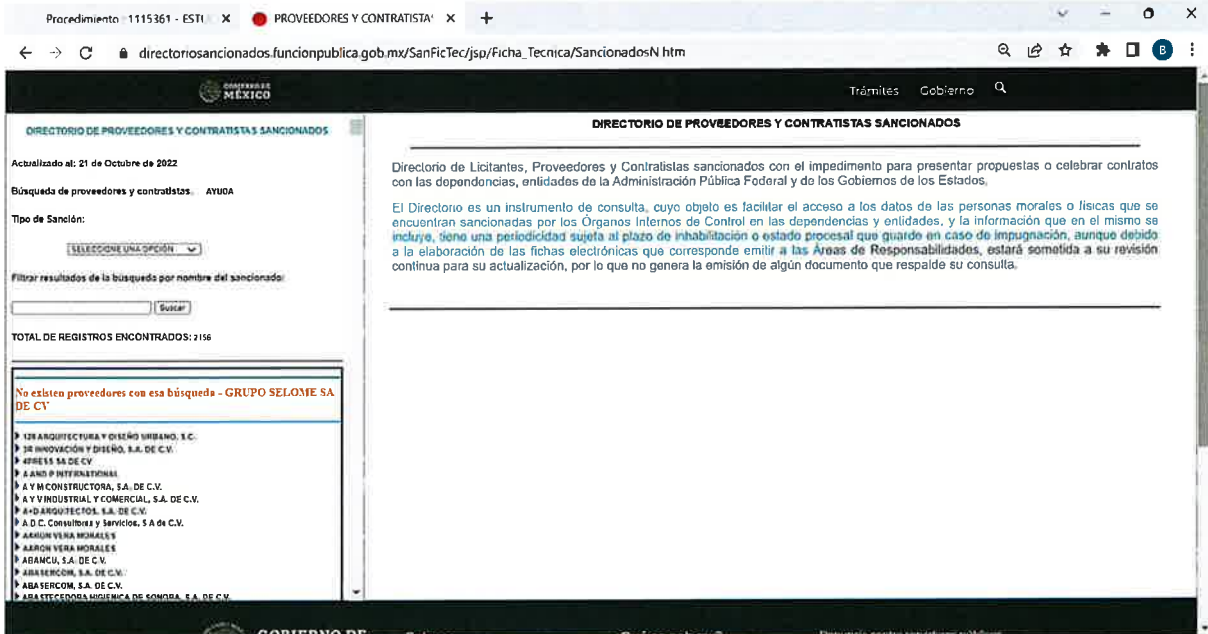 Procedimiento : 1115361 - ESTU
PROVEEDORES Y CONTRATISTA
directoriosancionados.funcionpublica.gob.mx/SanFicTec/jsp/Ficha_Tecnica/SancionadosN.htm
B
GOBIERNO DE
MÉXICO
Trámites Gobierno
DIRECTORIO DE PROVEEDORES Y CONTRATISTAS SANCIONADOS
Actualizado al: 21 de Octubre de 2022
Búsqueda de proveedores y contratistas. AYUDA
Tipo de Sanción:
SELECCIONE UNA OPCIÓN
Filtrar resultados de la búsqueda por nombre del sancionado:
Buscar
TOTAL DE REGISTROS ENCONTRADOS: 2156
No existen proveedores con esa búsqueda - GRUPO SELOME SA
DE CV
128 ARQUITECTURA Y DISEÑO URBANO, S.C.
3R INNOVACIÓN Y DISEÑO, S.A. DE C.V.
4PRESS SA DE CV
A AND P INTERNATIONAL
A Y M CONSTRUCTORA, S.A. DE C.V.
A Y V INDUSTRIAL Y COMERCIAL, S.A. DE C.V.
A+D ARQUITECTOS, S.A. DE C.V.
A.D.C. Consultores y Servicios, S A de C.V.
AARON VERA MORALES
AARON VERA MORALES
ABAMCU, S.A. DE C.V.
ABASERCOM, S.A. DE C.V.
ABASERCOM, S.A. DE C.V.
ABASTECEDORA HIGIENICA DE SONORA, S.A. DE C.V.
DIRECTORIO DE PROVEEDORES Y CONTRATISTAS SANCIONADOS
Directorio de Licitantes, Proveedores y Contratistas sancionados con el impedimento para presentar propuestas o celebrar contratos
con las dependencias, entidades de la Administración Pública Federal y de los Gobiernos de los Estados.
El Directorio es un instrumento de consulta, cuyo objeto es facilitar el acceso a los datos de las personas morales o físicas que se
encuentran sancionadas por los Órganos Internos de Control en las dependencias y entidades, y la información que en el mismo se
incluye, tiene una periodicidad sujeta al plazo de inhabilitación o estado procesal que guarde en caso de impugnación, aunque debido
a la elaboración de las fichas electrónicas que corresponde emitir a las Áreas de Responsabilidades, estará sometida a su revisión
continua para su actualización, por lo que no genera la emisión de algún documento que respalde su consulta.
GOBIERNO DE